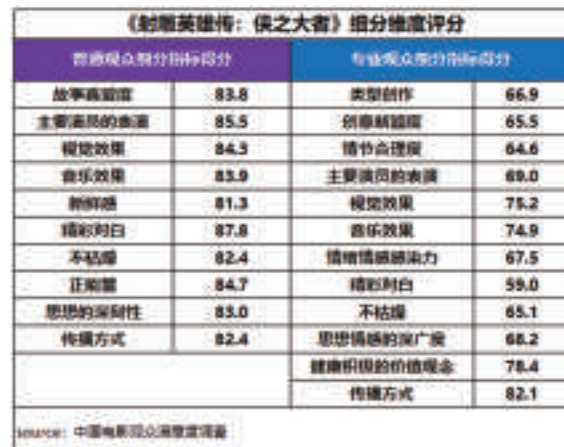 《射雕英雄传：侠之大者》细分维度评分
普通观众细分指标得分 专业观众细分指标得分
故事喜爱度 83.8 类型创作 66.9
主要演员的表演 85.5 创意新颖度 65.5
视觉效果 84.3 情节合理度 64.6
音乐效果 83.9 主要演员的表演 69.0
新鲜感 81.3 视觉效果 75.2
精彩对白 87.8 音乐效果 74.9
不枯燥 82.4 情绪情感感染力 67.5
正能量 84.7 精彩对白 59.0
思想的深刻性 83.0 不枯燥 65.1
传播方式 82.4 思想情感的深广度 68.2
健康积极的价值观念 78.4
传播方式 82.1
source：中国电影观众满意度调查